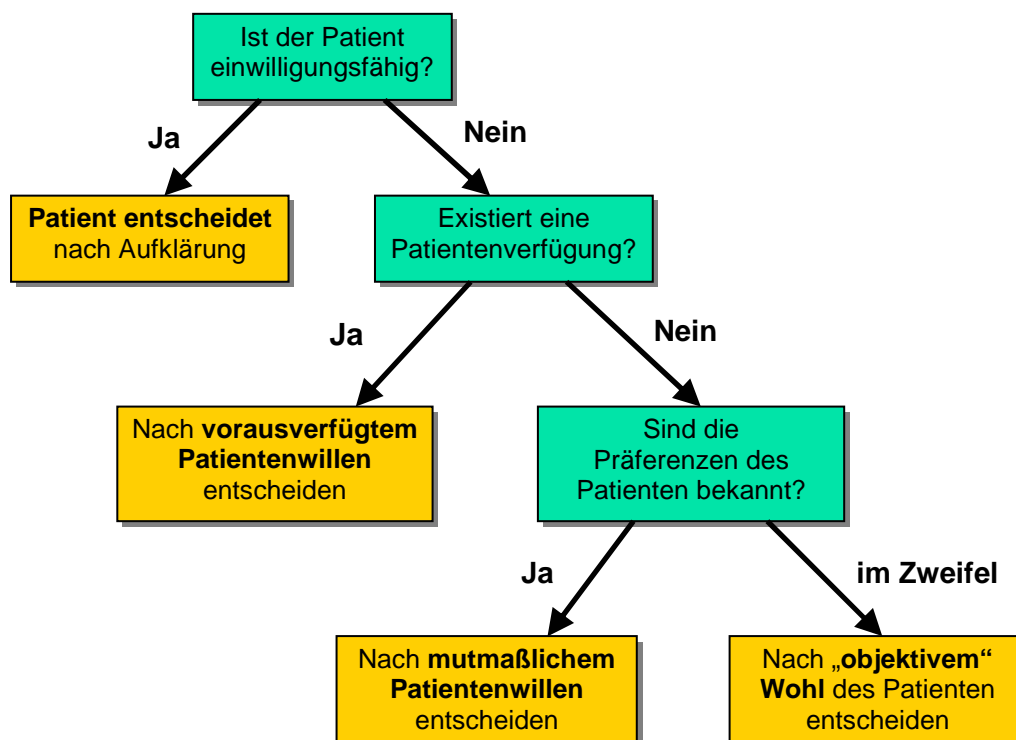 Ist der Patient
einwilligungsfähig?
Ja
Nein
Patient entscheidet
nach Aufklärung
Existiert eine
Patientenverfügung?
Ja
Nein
Nach vorausverfügtem
Patientenwillen
entscheiden
Sind die
Präferenzen des
Patienten bekannt?
Ja
im Zweifel
Nach mutmaßlichem
Patientenwillen
entscheiden
Nach „objektivem“
Wohl des Patienten
entscheiden